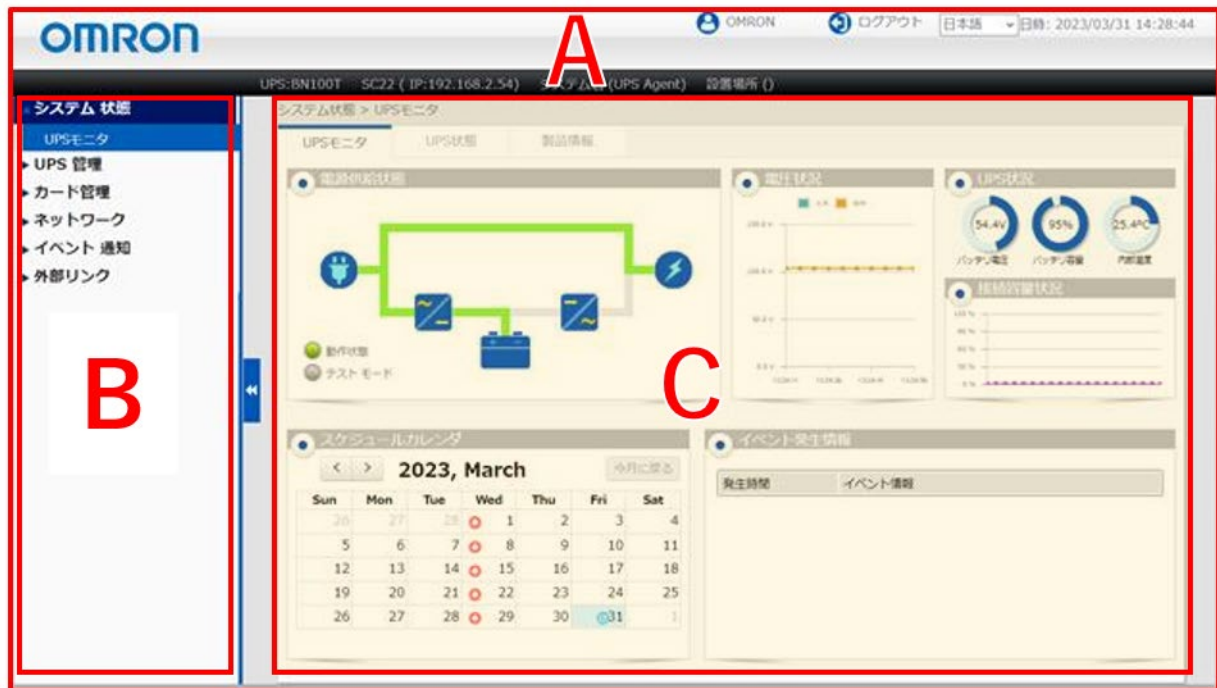 OMRON
OMRON ログアウト 日本語 日時: 2023/03/31 14:28:44
A
UPS:BN100T SC22 ( IP:192.168.2.54) (UPS Agent) 設置場所 ()
システム 状態
UPSモニタ
UPS 管理
カード管理
ネットワーク
イベント 通知
外部リンク
B
システム状態 > UPSモニタ
UPSモニタ UPS状態 製品情報
電源供給状態
動作状態
テスト モード
電圧状況
UPS状況
54.4V 95% 25.4°C
バッテリ電圧 バッテリ容量 内部温度
接続容量状況
C
スケジュールカレンダ
< > 2023, March 今月に戻る
Sun Mon Tue Wed Thu Fri Sat
26 27 28 1 2 3 4
5 6 7 8 9 10 11
12 13 14 15 16 17 18
19 20 21 22 23 24 25
26 27 28 29 30 31 1
イベント発生情報
発生時間 イベント情報